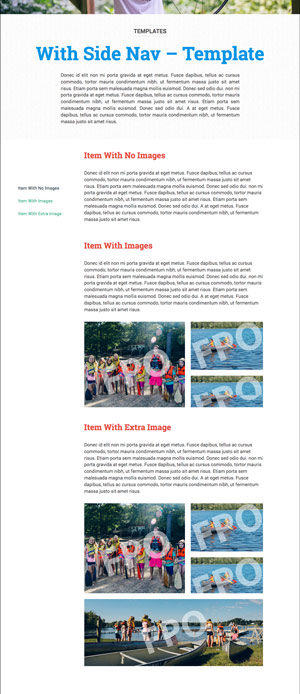 TEMPLATES
With Side Nav – Template
Donec id elit non mi porta gravida at eget metus. Fusce dapibus, tellus ac cursus
commodo, tortor mauris condimentum nibh, ut fermentum massa justo sit amet
risus. Etiam porta sem malesuada magna mollis euismod. Donec sed odio dui. non
mi porta gravida at eget metus. Fusce dapibus, tellus ac cursus commodo, tortor
mauris condimentum nibh, ut fermentum massa justo sit amet risus. Etiam porta
sem malesuada magna mollis euismod. Donec sed odio dui. A at eget metus. Fusce
dapibus, tellus ac cursus commodo, tortor mauris condimentum nibh, ut fermentum
massa justo sit amet risus.
Item With No Images
Item With Images
Item With Extra Image
Item With No Images
Donec id elit non mi porta gravida at eget metus. Fusce dapibus, tellus ac cursus
commodo, tortor mauris condimentum nibh, ut fermentum massa justo sit amet
risus. Etiam porta sem malesuada magna mollis euismod. Donec sed odio dui. non mi
porta gravida at eget metus. Fusce dapibus, tellus ac cursus commodo, tortor mauris
condimentum nibh, ut fermentum massa justo sit amet risus. Etiam porta sem
malesuada magna mollis euismod. Donec sed odio dui. A at eget metus. Fusce
dapibus, tellus ac cursus commodo, tortor mauris condimentum nibh, ut fermentum
massa justo sit amet risus.
Item With Images
Donec id elit non mi porta gravida at eget metus. Fusce dapibus, tellus ac cursus
commodo, tortor mauris condimentum nibh, ut fermentum massa justo sit amet
risus. Etiam porta sem malesuada magna mollis euismod. Donec sed odio dui. non mi
porta gravida at eget metus. Fusce dapibus, tellus ac cursus commodo, tortor mauris
condimentum nibh, ut fermentum massa justo sit amet risus. Etiam porta sem
malesuada magna mollis euismod. Donec sed odio dui. A at eget metus. Fusce
dapibus, tellus ac cursus commodo, tortor mauris condimentum nibh, ut fermentum
massa justo sit amet risus.
FPO
FPO
FPO
Item With Extra Image
Donec id elit non mi porta gravida at eget metus. Fusce dapibus, tellus ac cursus
commodo, tortor mauris condimentum nibh, ut fermentum massa justo sit amet
risus. Etiam porta sem malesuada magna mollis euismod. Donec sed odio dui. non mi
porta gravida at eget metus. Fusce dapibus, tellus ac cursus commodo, tortor mauris
condimentum nibh, ut fermentum massa justo sit amet risus. Etiam porta sem
malesuada magna mollis euismod. Donec sed odio dui. A at eget metus. Fusce
dapibus, tellus ac cursus commodo, tortor mauris condimentum nibh, ut fermentum
massa justo sit amet risus.
FPO
FPO
FPO
FPO